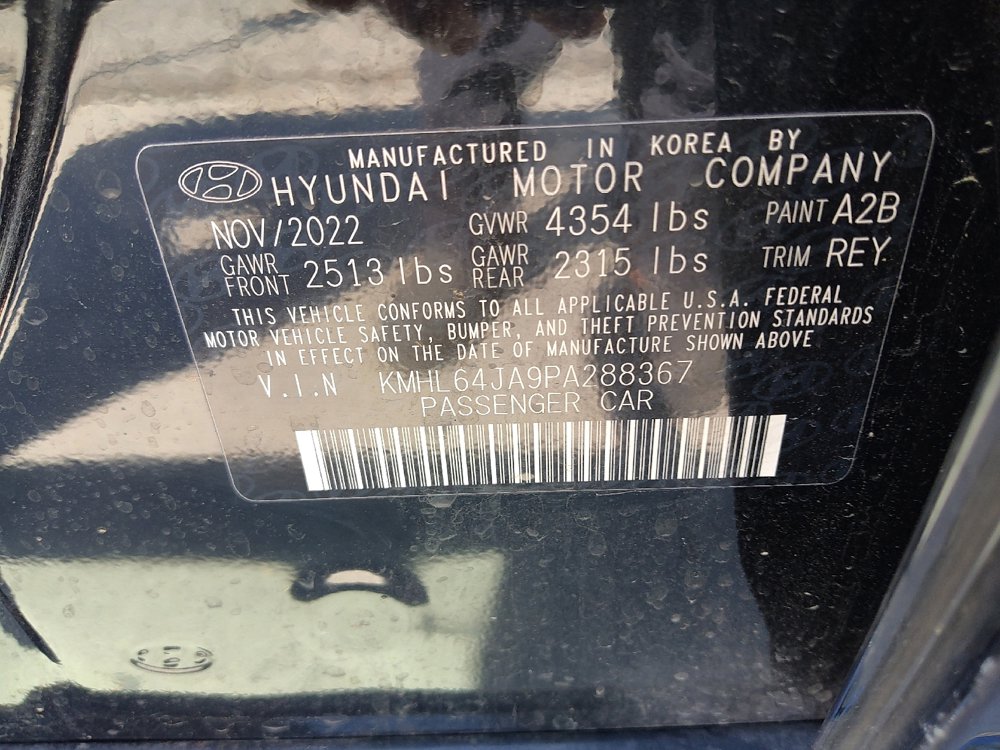 MANUFACTURED IN KOREA BY
HYUNDAI MOTOR COMPANY
NOV/2022 GVWR 4354 lbs PAINT A2B
GAWR FRONT 2513 lbs GAWR REAR 2315 lbs TRIM REY
THIS VEHICLE CONFORMS TO ALL APPLICABLE U.S.A. FEDERAL
MOTOR VEHICLE SAFETY, BUMPER, AND THEFT PREVENTION STANDARDS
IN EFFECT ON THE DATE OF MANUFACTURE SHOWN ABOVE
V.I.N KMHL64JA9PA288367
PASSENGER CAR